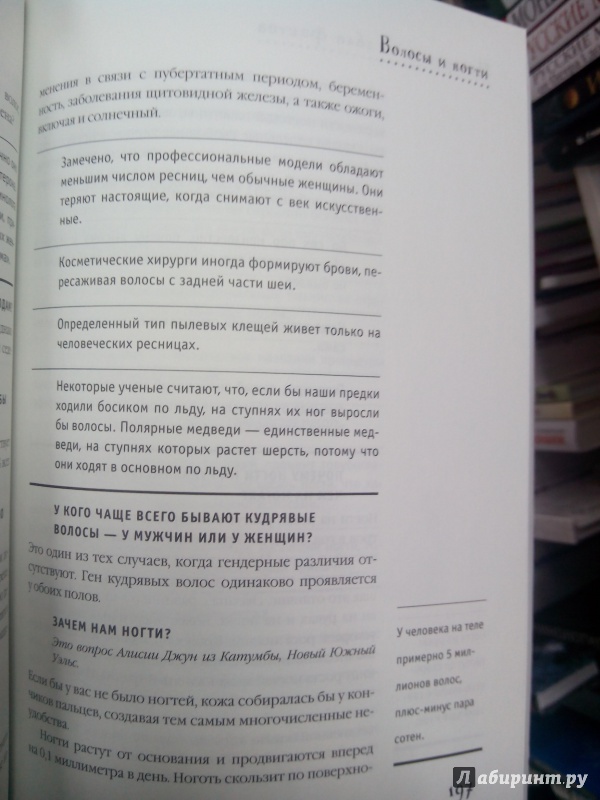 Волосы и ногти
менения в связи с пубертатным периодом, беремен-
ность, заболевания щитовидной железы, а также ожоги,
включая и солнечный.
Замечено, что профессиональные модели обладают
меньшим числом ресниц, чем обычные женщины. Они
теряют настоящие, когда снимают с век искусствен-
ные.
Косметические хирурги иногда формируют брови, пе-
ресаживая волосы с задней части шеи.
Определенный тип пылевых клещей живет только на
человеческих ресницах.
Некоторые ученые считают, что, если бы наши предки
ходили босиком по льду, на ступнях их ног выросли
бы волосы. Полярные медведи — единственные мед-
веди, на ступнях которых растет шерсть, потому что
они ходят в основном по льду.
У КОГО ЧАЩЕ ВСЕГО БЫВАЮТ КУДРЯВЫЕ
ВОЛОСЫ — У МУЖЧИН ИЛИ У ЖЕНЩИН?
Это один из тех случаев, когда гендерные различия от-
сутствуют. Ген кудрявых волос одинаково проявляется
у обоих полов.
ЗАЧЕМ НАМ НОГТИ?
Это вопрос Алисии Джун из Катумбы, Новый Южный
Уэльс.
Если бы у вас не было ногтей, кожа собиралась бы у кон-
чиков пальцев, создавая тем самым многочисленные не-
удобства.
Ногти растут от основания и продвигаются вперед
на 0,1 миллиметра в день. Ноготь скользит по поверхно-
У человека на теле
примерно 5 мил-
лионов волос,
плюс-минус пара
сотен.
197
Лабиринт.ру